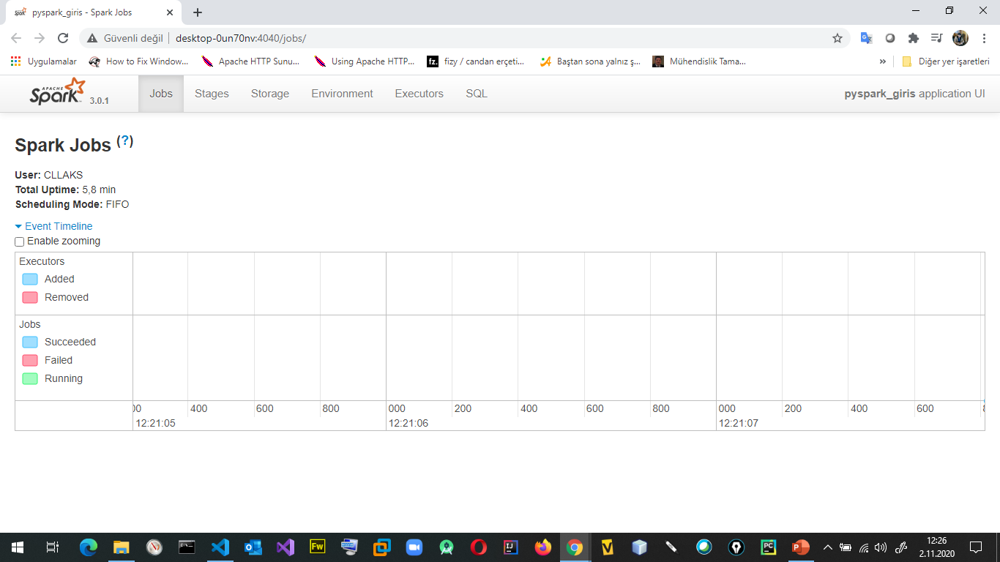 pyspark_giris - Spark Jobs
Güvenli değil desktop-0un70nv:4040/jobs/
Uygulamalar How to Fix Window... Apache HTTP Sunu... Using Apache HTTP... fz. fizy / candan erçeti... Baştan sona yalnız ş... Mühendislik Tama... » Diğer yer işaretleri
APACHE Spark 3.0.1 Jobs Stages Storage Environment Executors SQL pyspark_giris application UI
Spark Jobs (?)
User: CLLAKS
Total Uptime: 5,8 min
Scheduling Mode: FIFO
Event Timeline
Enable zooming
Executors
Added
Removed
Jobs
Succeeded
Failed
Running
400 600 800 000 200 400 600 800 000 200 400 600
12:21:05 12:21:06 12:21:07
Fw IJ PC P
12:26
2.11.2020